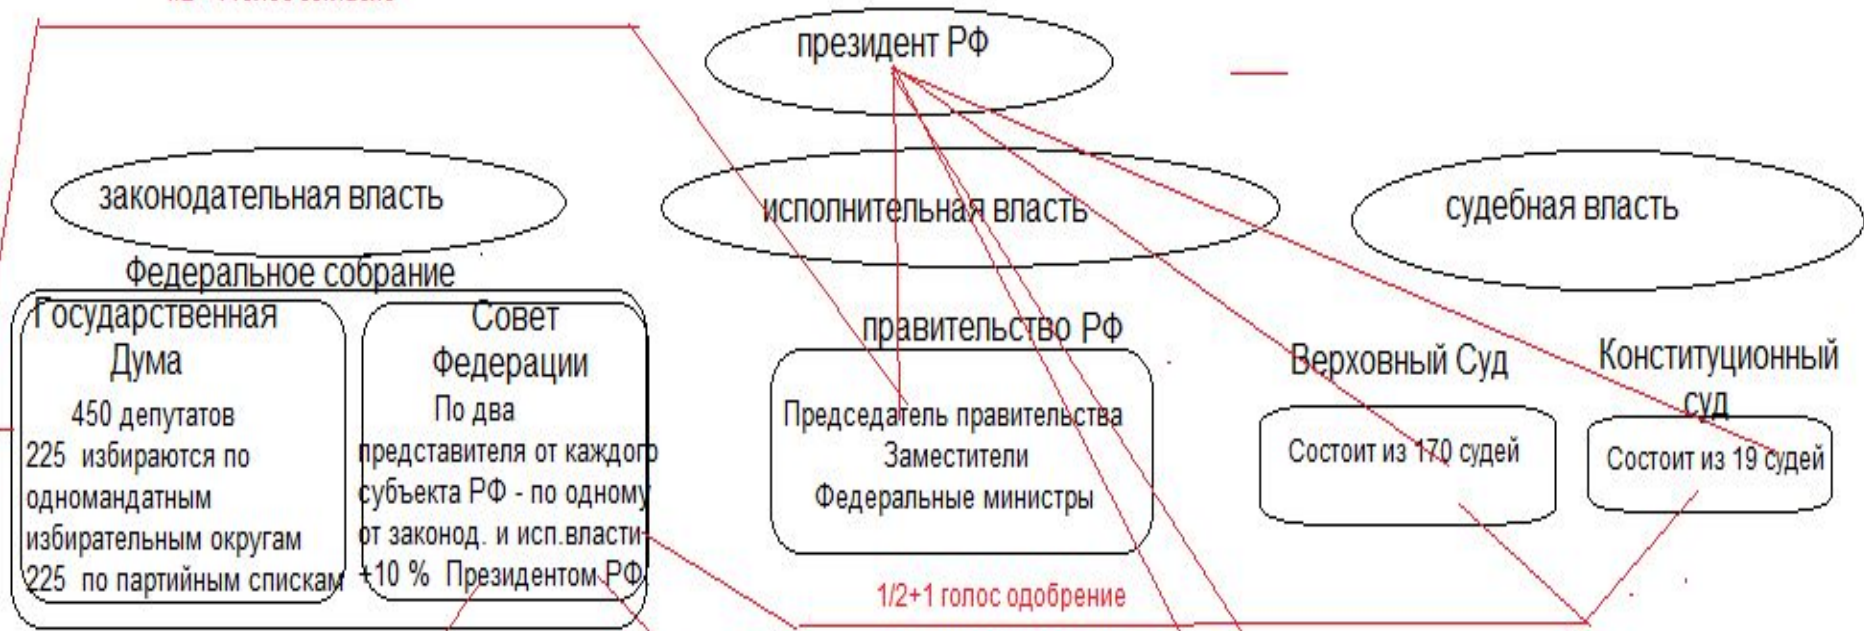 президент РФ
законодательная власть
исполнительная власть
судебная власть
Федеральное собрание
Государственная
Дума
450 депутатов
225 избираются по
одномандатным
избирательным округам
225 по партийным спискам
Совет
Федерации
По два
представителя от каждого
субъекта РФ - по одному
от законод. и исп.власти
+10 % Президентом РФ
правительство РФ
Председатель правительства
Заместители
Федеральные министры
Верховный Суд
Состоит из 170 судей
Конституционный
суд
Состоит из 19 судей
1/2+1 голос одобрение